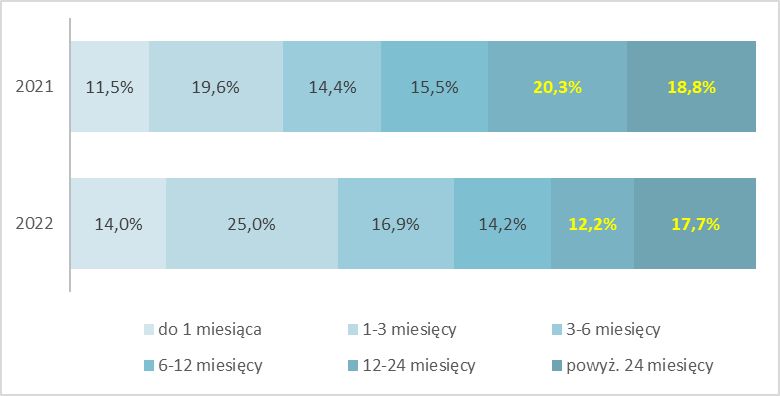 2021 11,5% 19,6% 14,4% 15,5% 20,3% 18,8%
2022 14,0% 25,0% 16,9% 14,2% 12,2% 17,7%
do 1 miesiąca 1-3 miesięcy 3-6 miesięcy
6-12 miesięcy 12-24 miesięcy powyż. 24 miesięcy